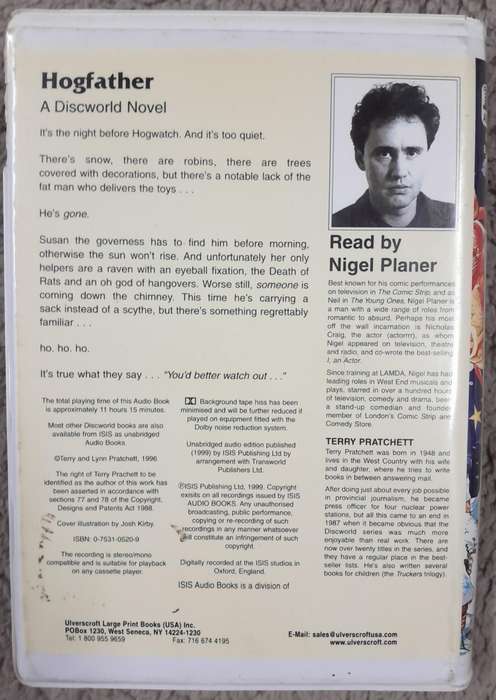 Hogfather
A Discworld Novel
It's the night before Hogwatch. And it's too quiet.
There's snow, there are robins, there are trees
covered with decorations, but there's a notable lack of the
fat man who delivers the toys . . .
He's gone.
Susan the governess has to find him before morning,
otherwise the sun won't rise. And unfortunately her only
helpers are a raven with an eyeball fixation, the Death of
Rats and an oh god of hangovers. Worse still, someone is
coming down the chimney. This time he's carrying a
sack instead of a scythe, but there's something regrettably
familiar . . .
ho. ho. ho.
It's true what they say . . . "You'd better watch out . . ."
The total playing time of this Audio Book
is approximately 11 hours 15 minutes.
Most other Discworld books are also
available from ISIS as unabridged
Audio Books
©Terry and Lynn Pratchett, 1996
The right of Terry Prachett to be
identified as the author of this work has
been asserted in accordance with
sections 77 and 78 of the Copyright,
Designs and Patents Act 1988.
Cover illustration by Josh Kirby.
ISBN: 0-7531-0520-9
The recording is stereo/mono
compatible and is suitable for playback
on any cassette player.
Background tape hiss has been
minimised and will be further reduced if
played on equipment fitted with the
Dolby noise reduction system.
Unabridged audio edition published
(1999) by ISIS Publishing Ltd by
arrangement with Transworld
Publishers Ltd.
℗ISIS Publishing Ltd, 1999. Copyright
exisits on all recordings issued by ISIS
AUDIO BOOKS. Any unauthorised
broadcasting, public performance,
copying or re-recording of such
recordings in any manner whatsoever
will constitute an infringement of such
copyright.
Digitally recorded at the ISIS studios in
Oxford, England.
ISIS Audio Books is a division of
Read by
Nigel Planer
Best known for his comic performances
on television in The Comic Strip and as
Neil in The Young Ones, Nigel Planer is
a man with a wide range of roles from
romantic to absurd. Perhaps his most
off the wall incarnation is Nicholas
Craig, the actor (actorrrr), as whom
Nigel appeared on television, theatre
and radio, and co-wrote the best-selling
I, an Actor.
Since training at LAMDA, Nigel has had
leading roles in West End musicals and
plays, starred in over a hundred hours
of television, comedy and drama, been
a stand-up comedian and founder
member of London's Comic Strip and
Comedy Store.
TERRY PRATCHETT
Terry Pratchett was born in 1948 and
lives in the West Country with his wife
and daughter, where he tries to write
books in between answering mail.
After doing just about every job possible
in provincial journalism, he became
press officer for four nuclear power
stations, but all this came to an end in
1987 when it became obvious that the
Discworld series was much more
enjoyable than real work. There are
now over twenty titles in the series, and
they have a regular place in the best-
seller lists. He's also written several
books for children (the Truckers trilogy).
Ulverscroft Large Print Books (USA) Inc.
POBox 1230, West Seneca, NY 14224-1230
Tel: 1 800 955 9659 Fax: 716 674 4195
E-Mail: sales@ulverscroftusa.com
www.ulverscroft.com